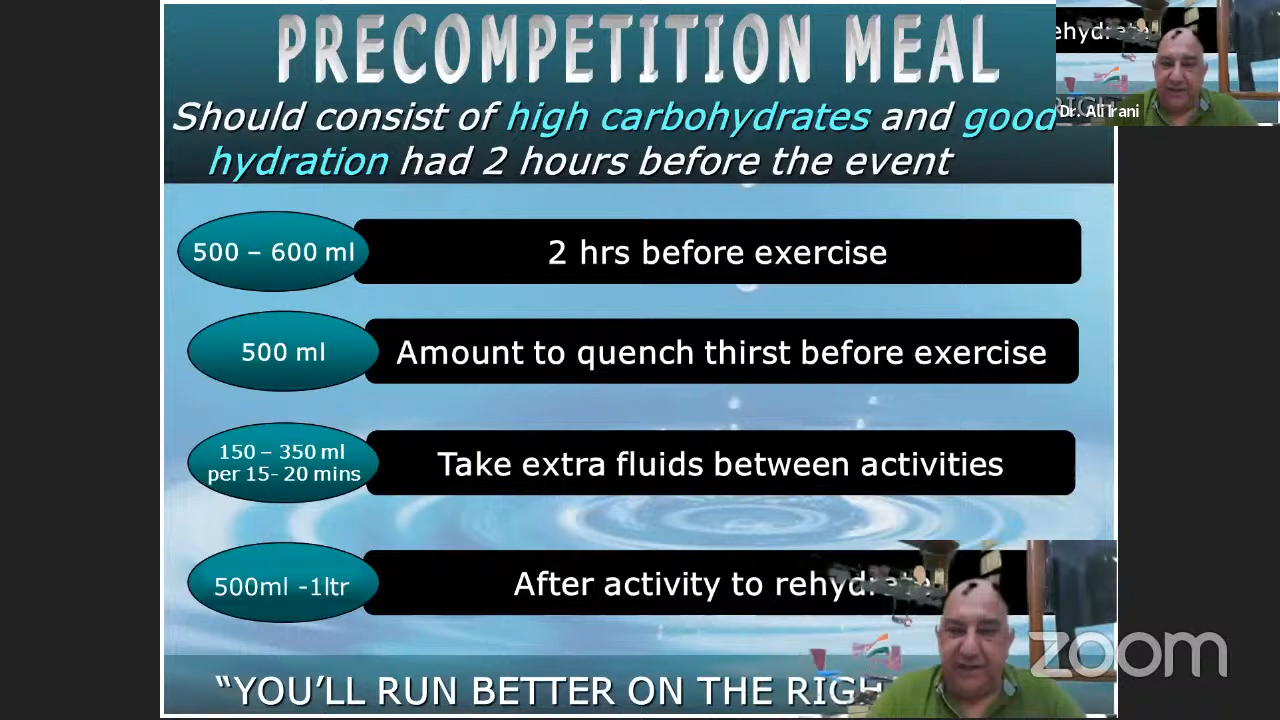 PRECOMPETITION MEAL
Should consist of high carbohydrates and good
hydration had 2 hours before the event
500 – 600 ml
2 hrs before exercise
500 ml
Amount to quench thirst before exercise
150 – 350 ml
per 15- 20 mins
Take extra fluids between activities
500ml -1ltr
After activity to rehydrate
“YOU’LL RUN BETTER ON THE
Dr. Ali Irani
zoom